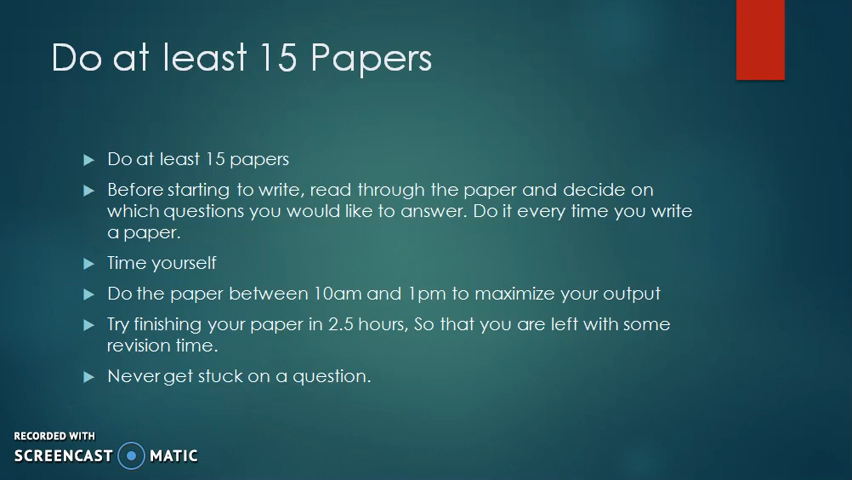 Do at least 15 Papers
Do at least 15 papers
Before starting to write, read through the paper and decide on
which questions you would like to answer. Do it every time you write
a paper.
Time yourself
Do the paper between 10am and 1pm to maximize your output
Try finishing your paper in 2.5 hours, So that you are left with some
revision time.
Never get stuck on a question.
RECORDED WITH
SCREENCAST MATIC